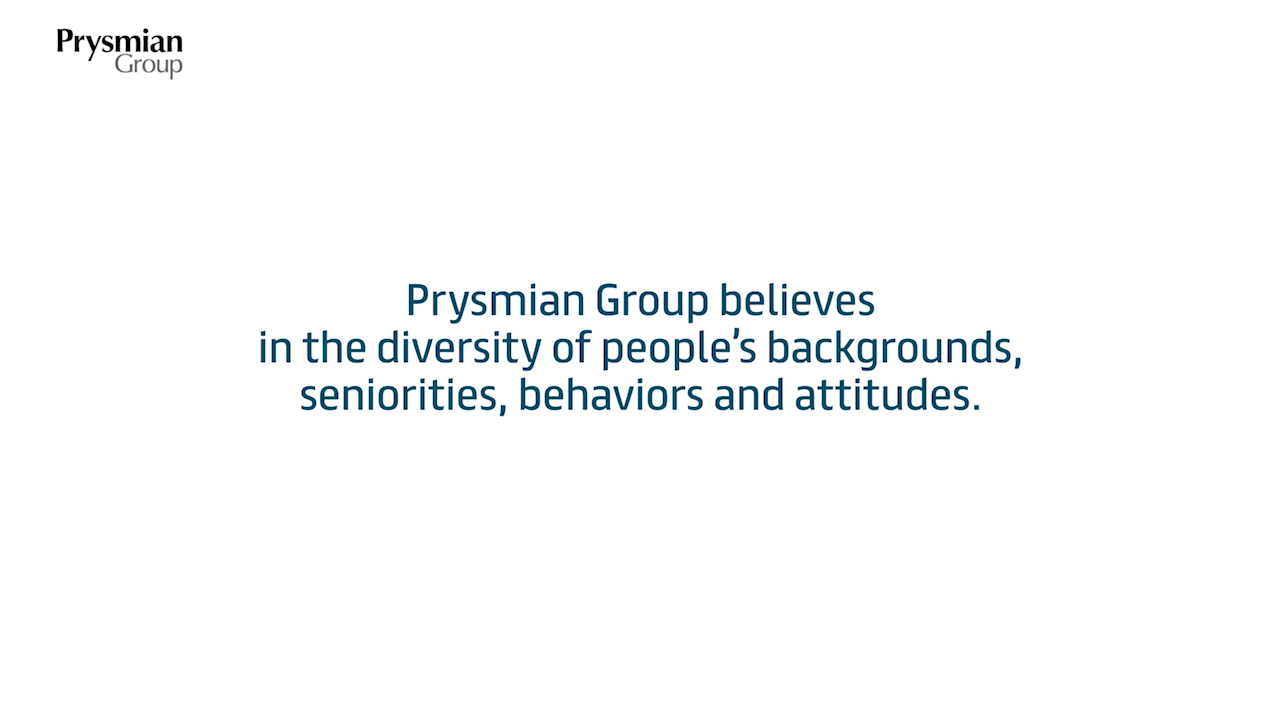 Prysmian
Group
Prysmian Group believes
in the diversity of people’s backgrounds,
seniorities, behaviors and attitudes.